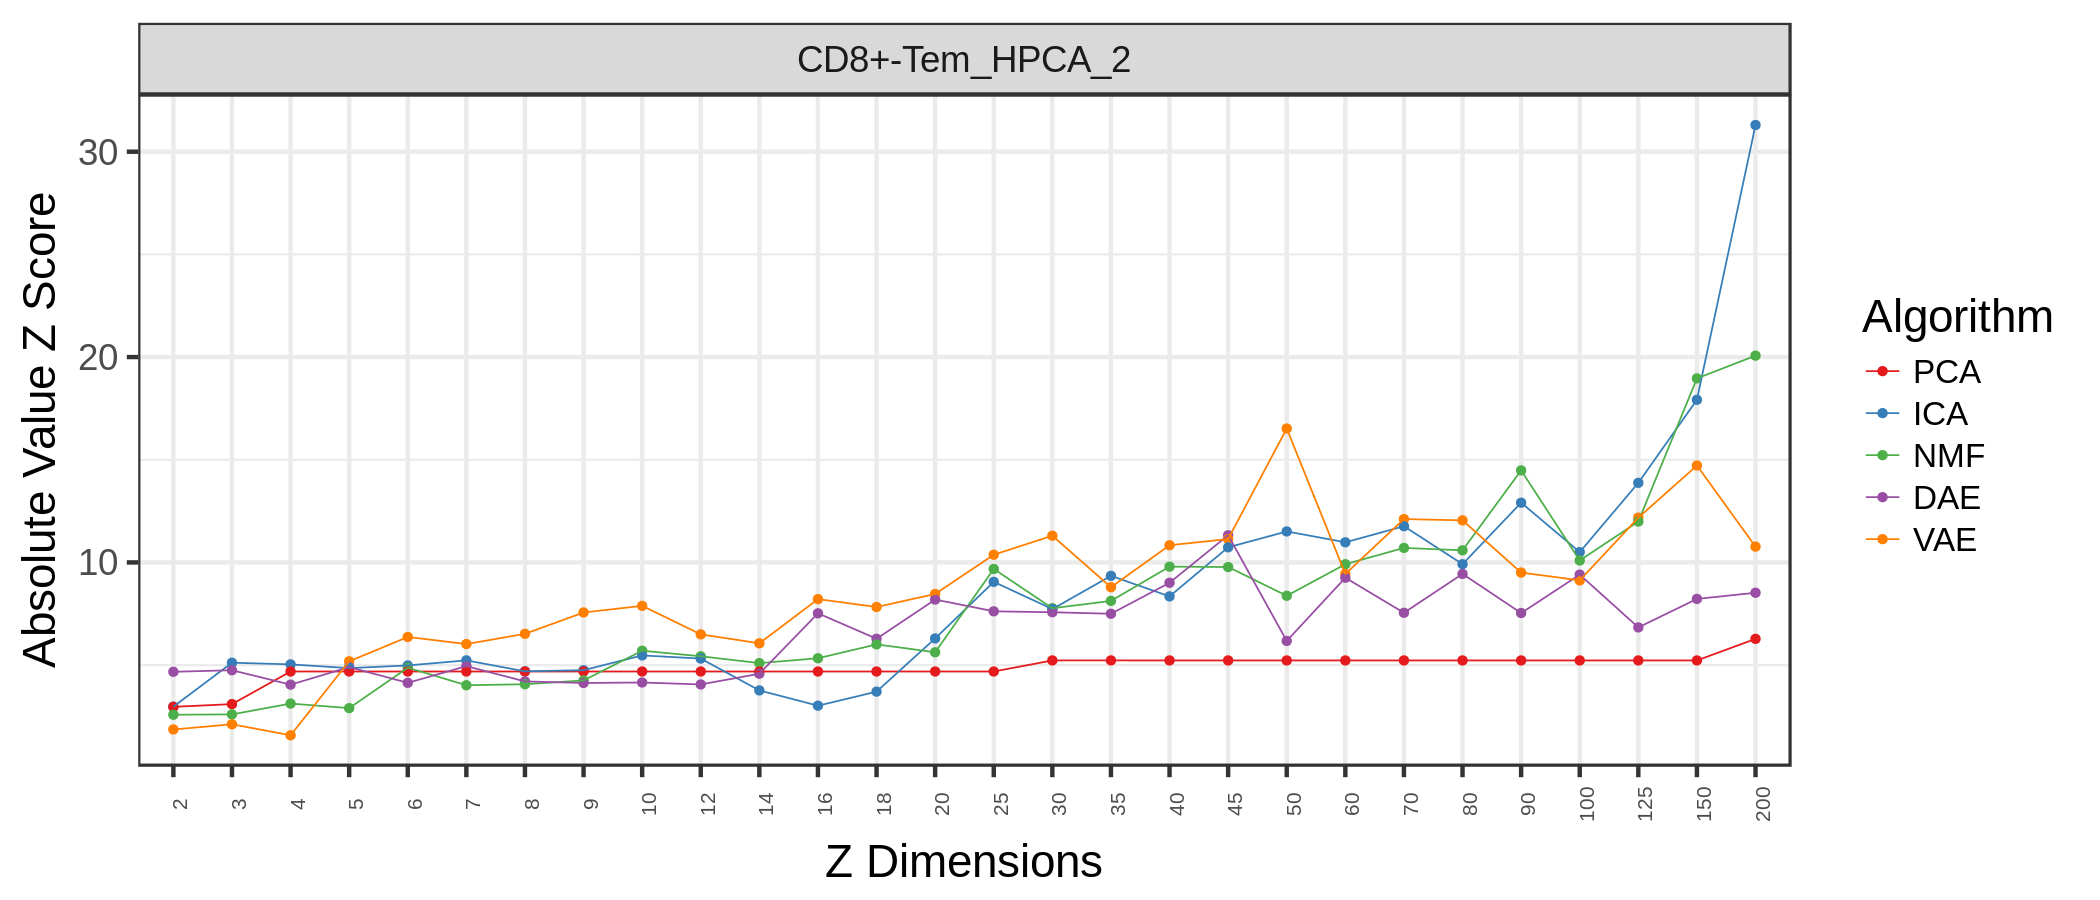 CD8+-Tem_HPCA_2
Absolute Value Z Score
30
20
10
2 3 4 5 6 7 8 9 10 12 14 16 18 20 25 30 35 40 45 50 60 70 80 90 100 125 150 200
Z Dimensions
Algorithm
PCA
ICA
NMF
DAE
VAE